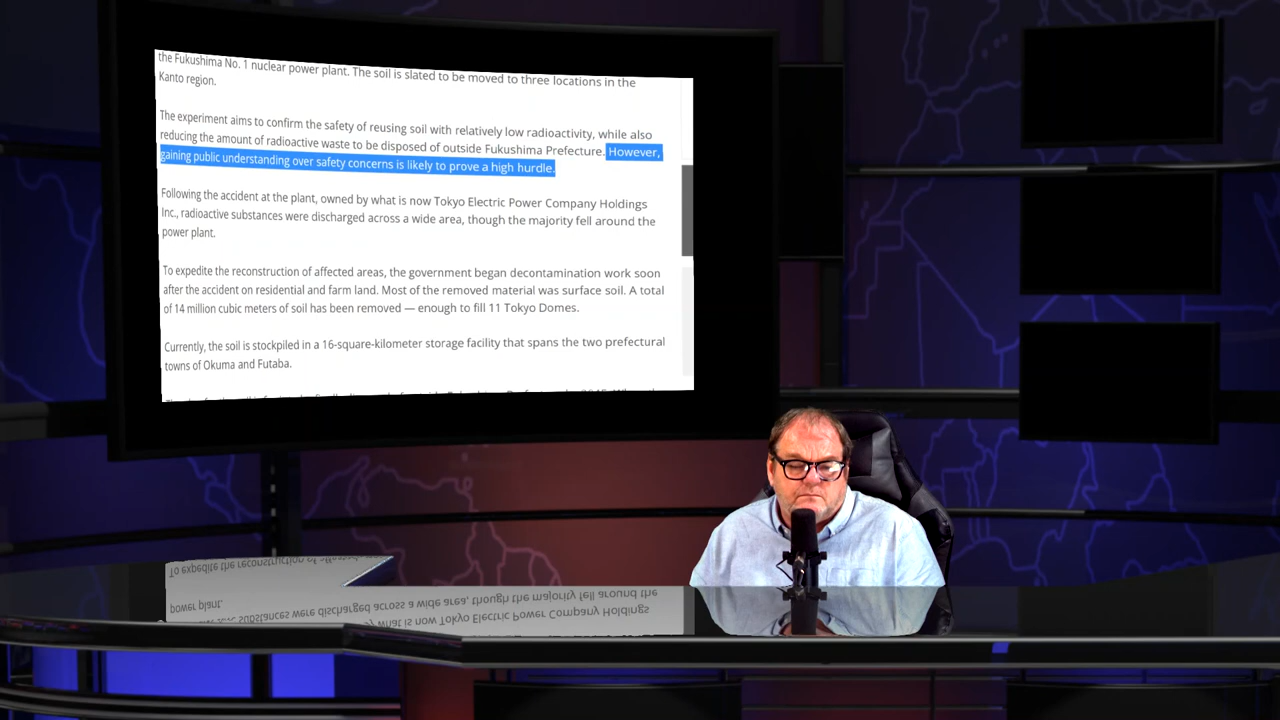 the Fukushima No. 1 nuclear power plant. The soil is slated to be moved to three locations in the
Kanto region.
The experiment aims to confirm the safety of reusing soil with relatively low radioactivity, while also
reducing the amount of radioactive waste to be disposed of outside Fukushima Prefecture. However,
gaining public understanding over safety concerns is likely to prove a high hurdle.
Following the accident at the plant, owned by what is now Tokyo Electric Power Company Holdings
Inc., radioactive substances were discharged across a wide area, though the majority fell around the
power plant.
To expedite the reconstruction of affected areas, the government began decontamination work soon
after the accident on residential and farm land. Most of the removed material was surface soil. A total
of 14 million cubic meters of soil has been removed — enough to fill 11 Tokyo Domes.
Currently, the soil is stockpiled in a 16-square-kilometer storage facility that spans the two prefectural
towns of Okuma and Futaba.